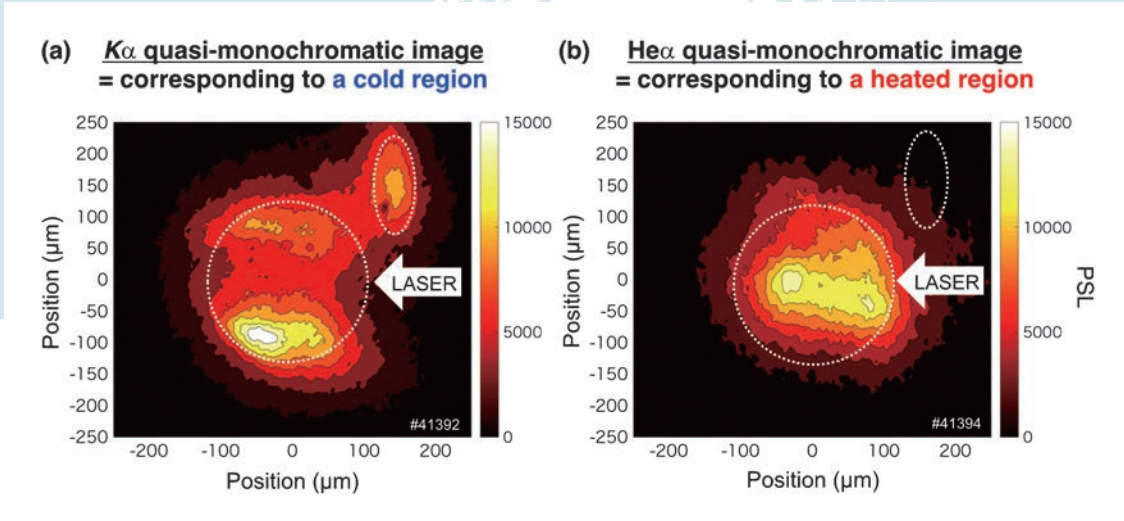 (a) Kα quasi-monochromatic image
= corresponding to a cold region
250
200
150
100
50
0
-50
-100
-150
-200
-250
Position (µm)
-200 -100 0 100 200
Position (µm)
LASER
#41392
15000
10000
5000
0
(b) Heα quasi-monochromatic image
= corresponding to a heated region
250
200
150
100
50
0
-50
-100
-150
-200
-250
Position (µm)
-200 -100 0 100 200
Position (µm)
LASER
#41394
15000
10000
5000
0
PSL